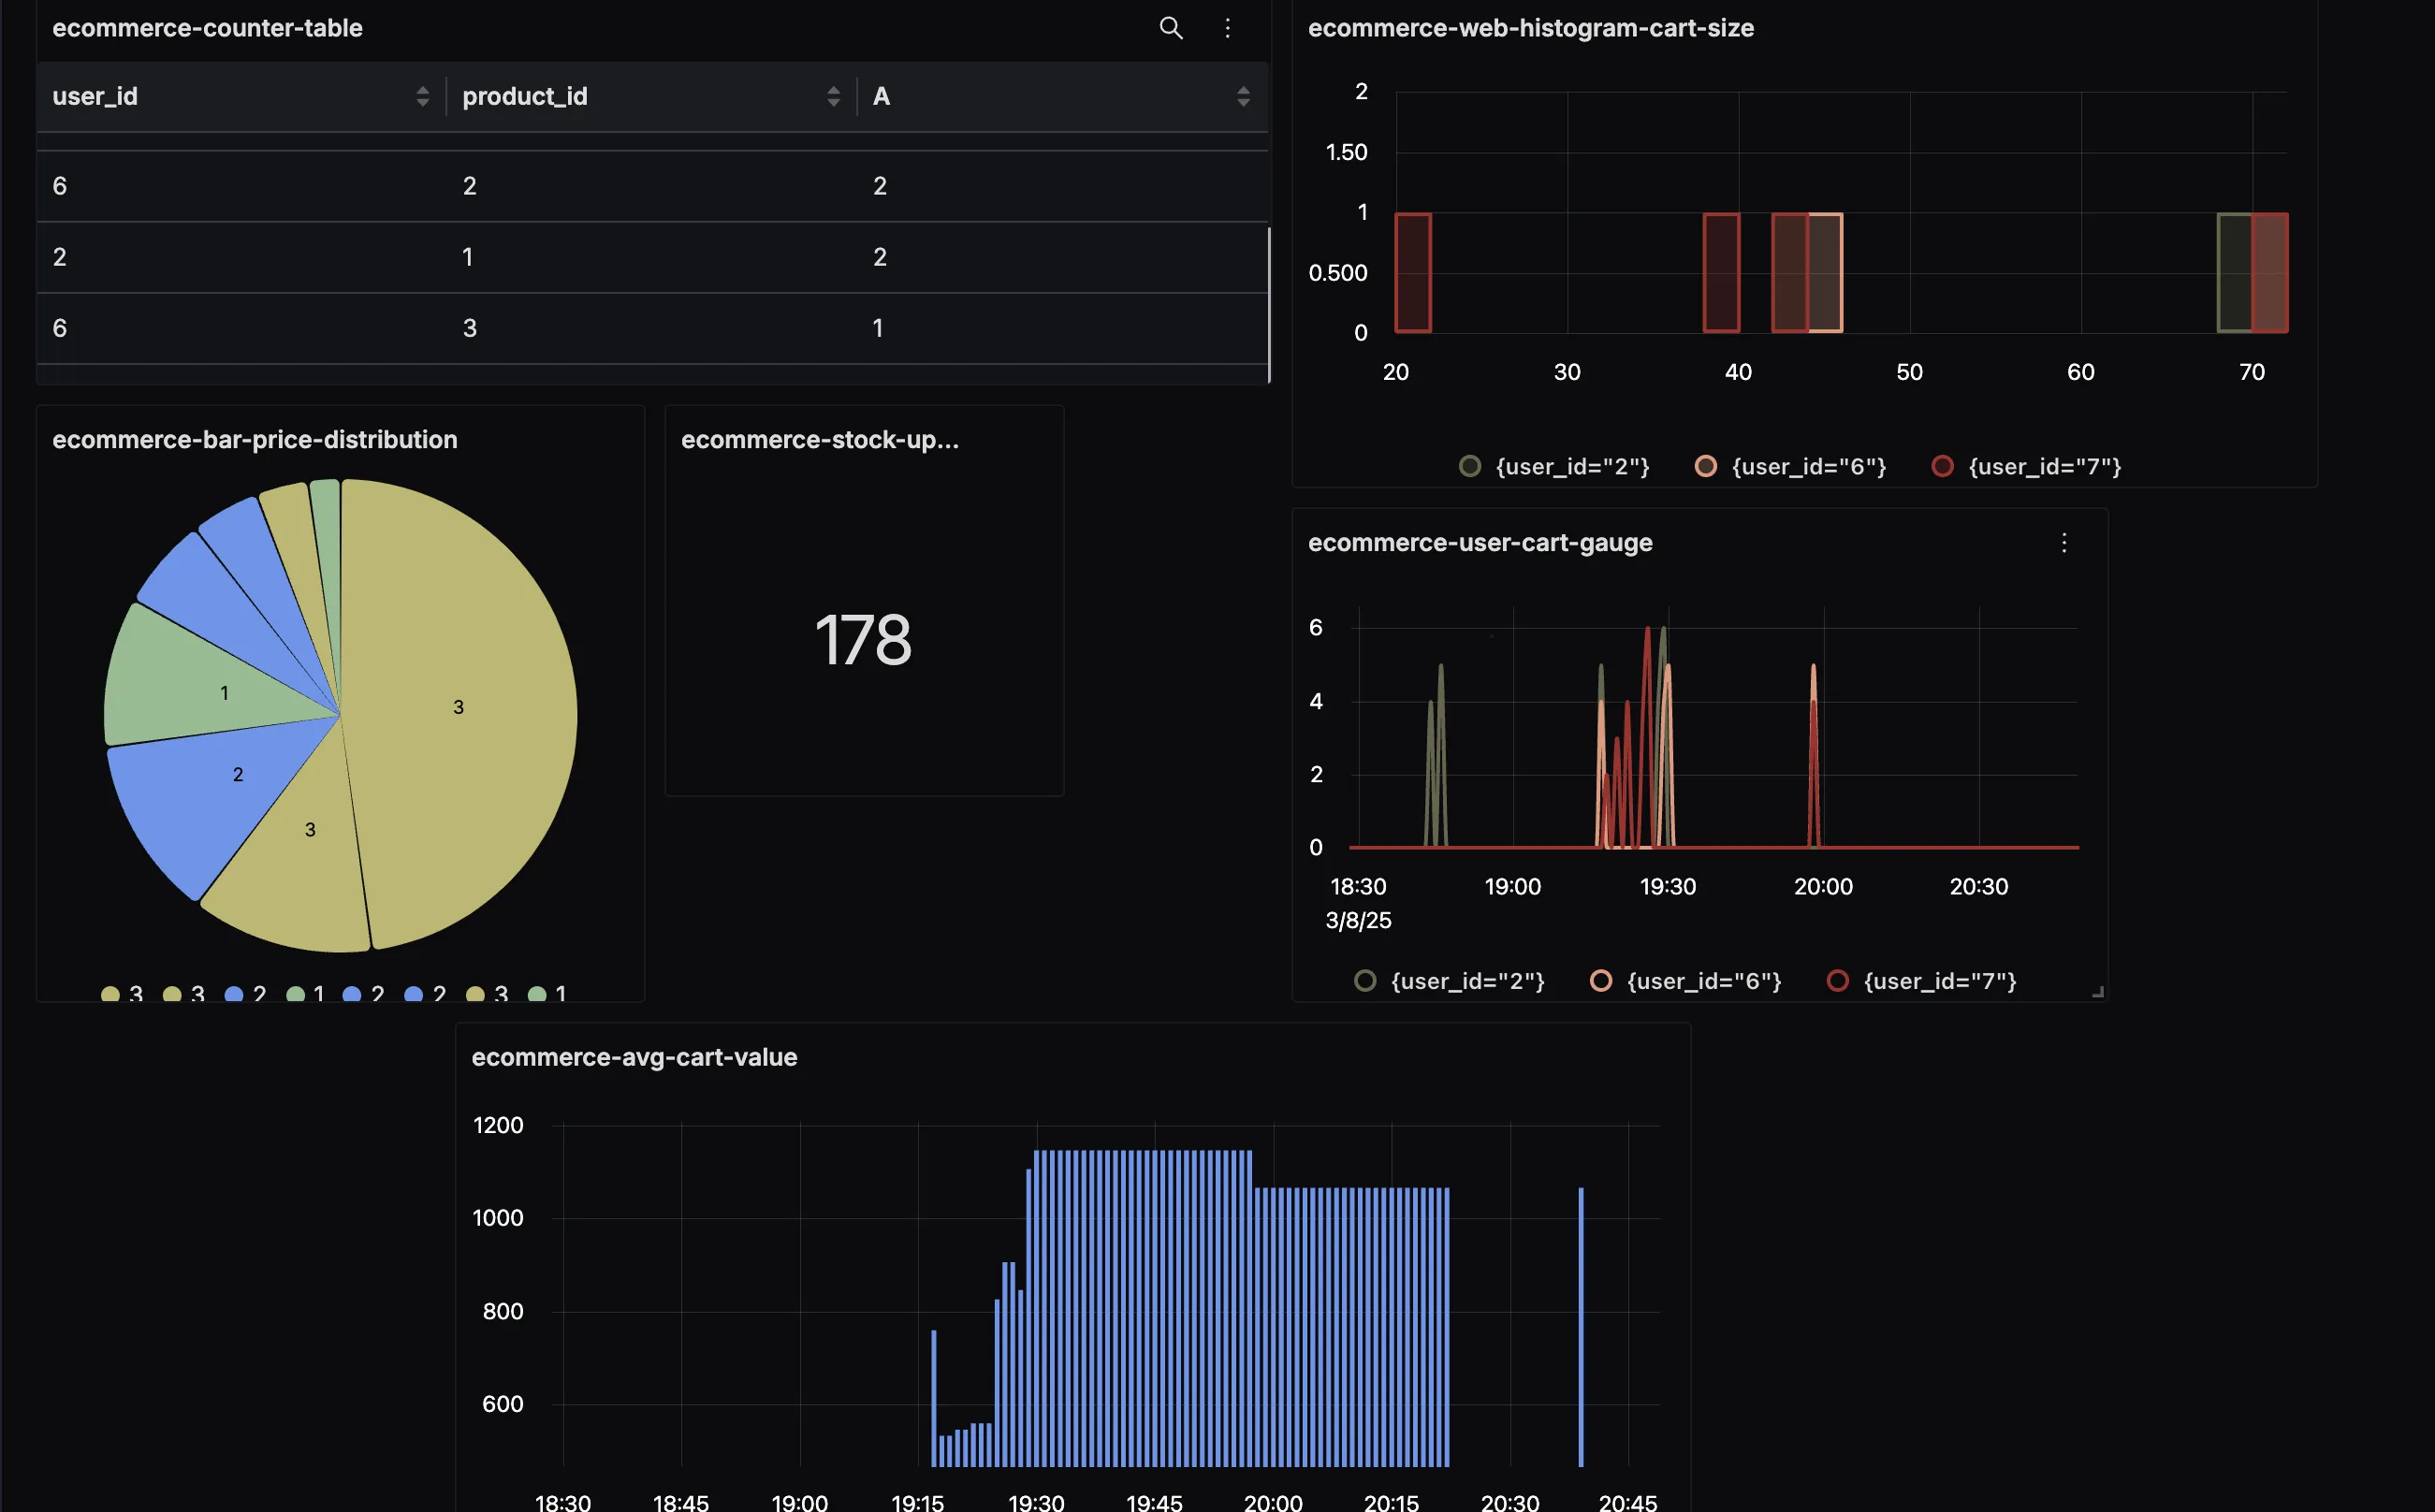 ecommerce-counter-table
user_id product_id A
6 2 2
2 1 2
6 3 1
ecommerce-web-histogram-cart-size
2
1.50
1
0.500
0
20 30 40 50 60 70
{user_id="2"} {user_id="6"} {user_id="7"}
ecommerce-bar-price-distribution
3
1
2
3
3 3 2 1 2 2 3 1
ecommerce-stock-up...
178
ecommerce-user-cart-gauge
6
4
2
0
18:30 19:00 19:30 20:00 20:30
3/8/25
{user_id="2"} {user_id="6"} {user_id="7"}
ecommerce-avg-cart-value
1200
1000
800
600
18:30 18:45 19:00 19:15 19:30 19:45 20:00 20:15 20:30 20:45